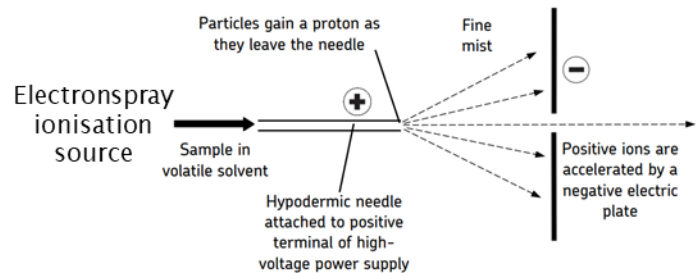 Particles gain a proton as
they leave the needle
Fine
mist
+
−
Electronspray
ionisation
source
Sample in
volatile solvent
Hypodermic needle
attached to positive
terminal of high-
voltage power supply
Positive ions are
accelerated by a
negative electric
plate